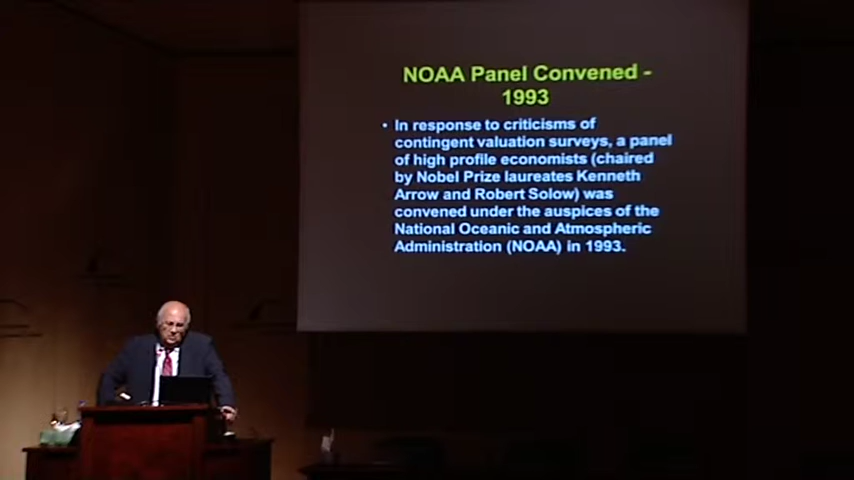 NOAA Panel Convened -
1993
• In response to criticisms of
contingent valuation surveys, a panel
of high profile economists (chaired
by Nobel Prize laureates Kenneth
Arrow and Robert Solow) was
convened under the auspices of the
National Oceanic and Atmospheric
Administration (NOAA) in 1993.